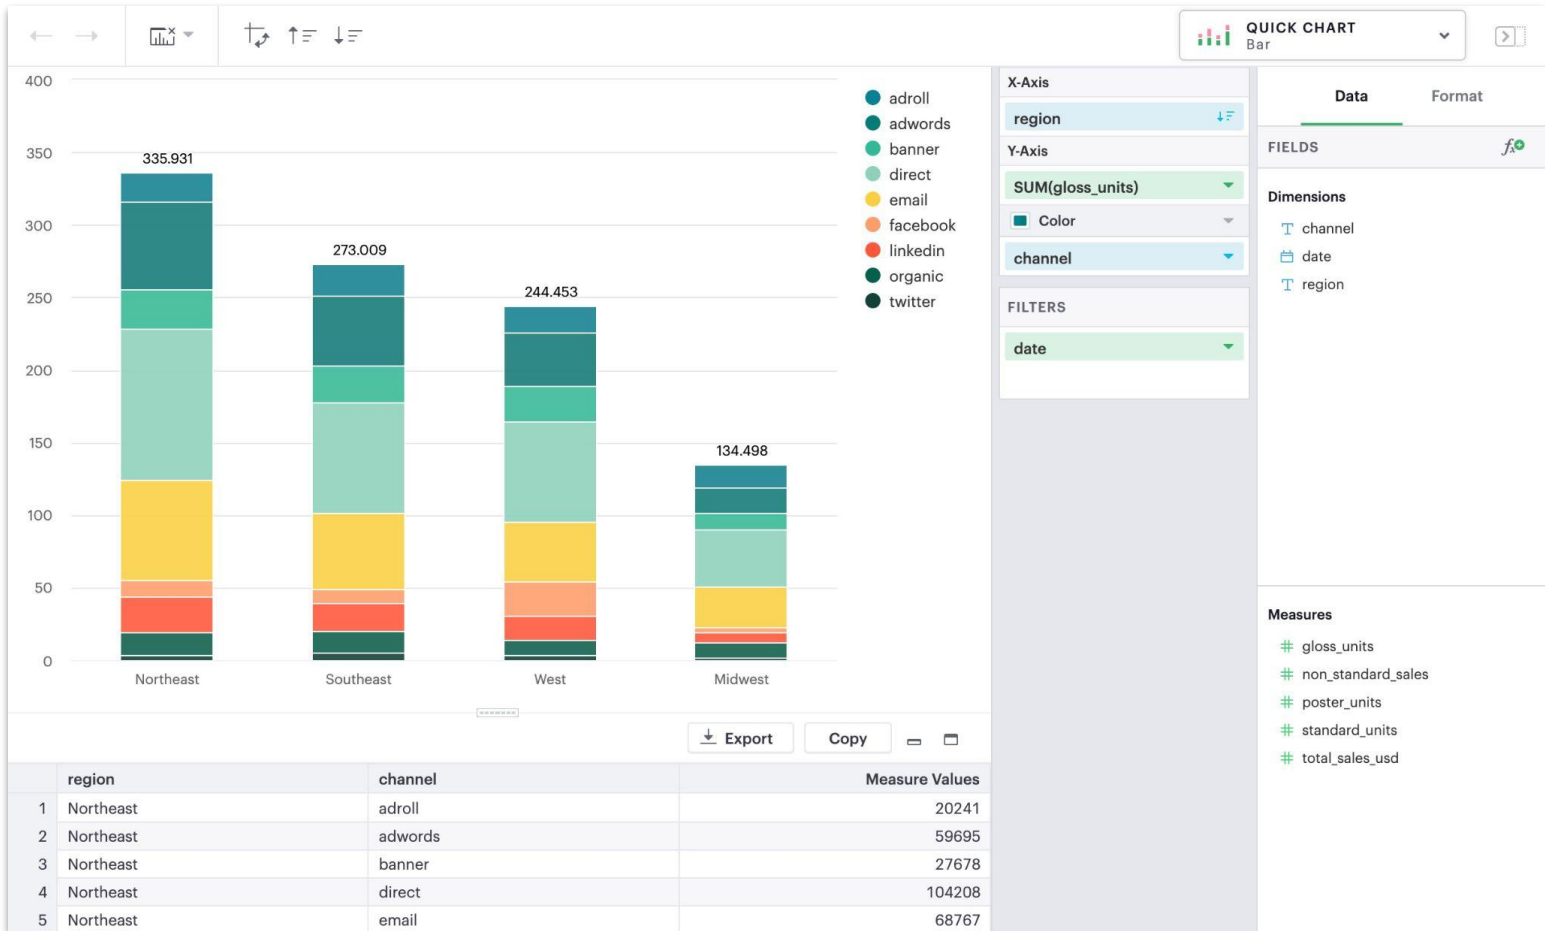 QUICK CHART
Bar
400
350
300
250
200
150
100
50
0
335.931
273.009
244.453
134.498
Northeast
Southeast
West
Midwest
adroll
adwords
banner
direct
email
facebook
linkedin
organic
twitter
X-Axis
region
Y-Axis
SUM(gloss_units)
Color
channel
FILTERS
date
Data Format
FIELDS fx
Dimensions
T channel
date
T region
Measures
# gloss_units
# non_standard_sales
# poster_units
# standard_units
# total_sales_usd
Export Copy
region channel Measure Values
1 Northeast adroll 20241
2 Northeast adwords 59695
3 Northeast banner 27678
4 Northeast direct 104208
5 Northeast email 68767